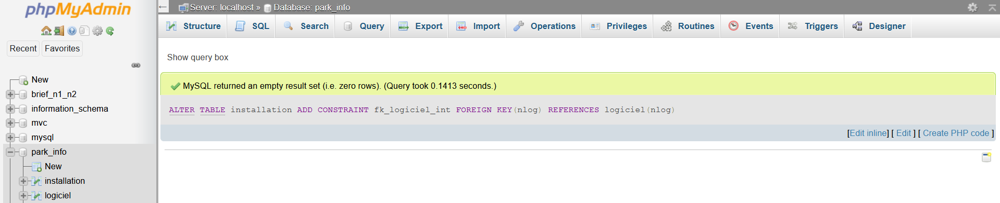 phpMyAdmin
Recent
Favorites
New
brief_n1_n2
information_schema
mvc
mysql
park_info
New
installation
logiciel
Server: localhost » Database: park_info
Structure SQL Search Query Export Import Operations Privileges Routines Events Triggers Designer
Show query box
MySQL returned an empty result set (i.e. zero rows). (Query took 0.1413 seconds.)
ALTER TABLE installation ADD CONSTRAINT fk_logiciel_int FOREIGN KEY(nlog) REFERENCES logiciel(nlog)
[Edit inline] [ Edit ] [ Create PHP code ]